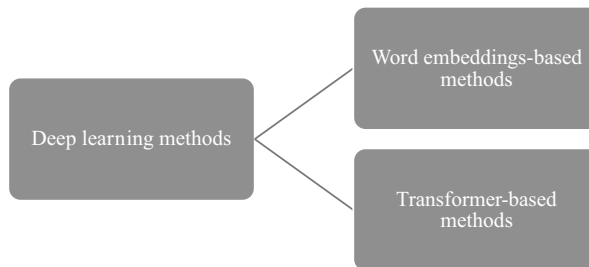 Deep learning methods
Word embeddings-based
methods
Transformer-based
methods